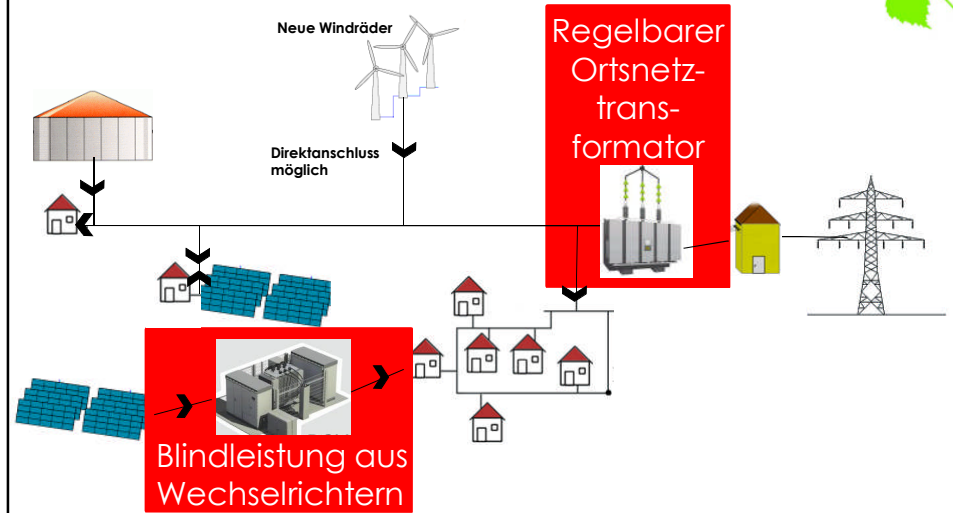 Neue Windräder
Regelbarer
Ortsnetz-
trans-
formator
Direktanschluss
möglich
Blindleistung aus
Wechselrichtern